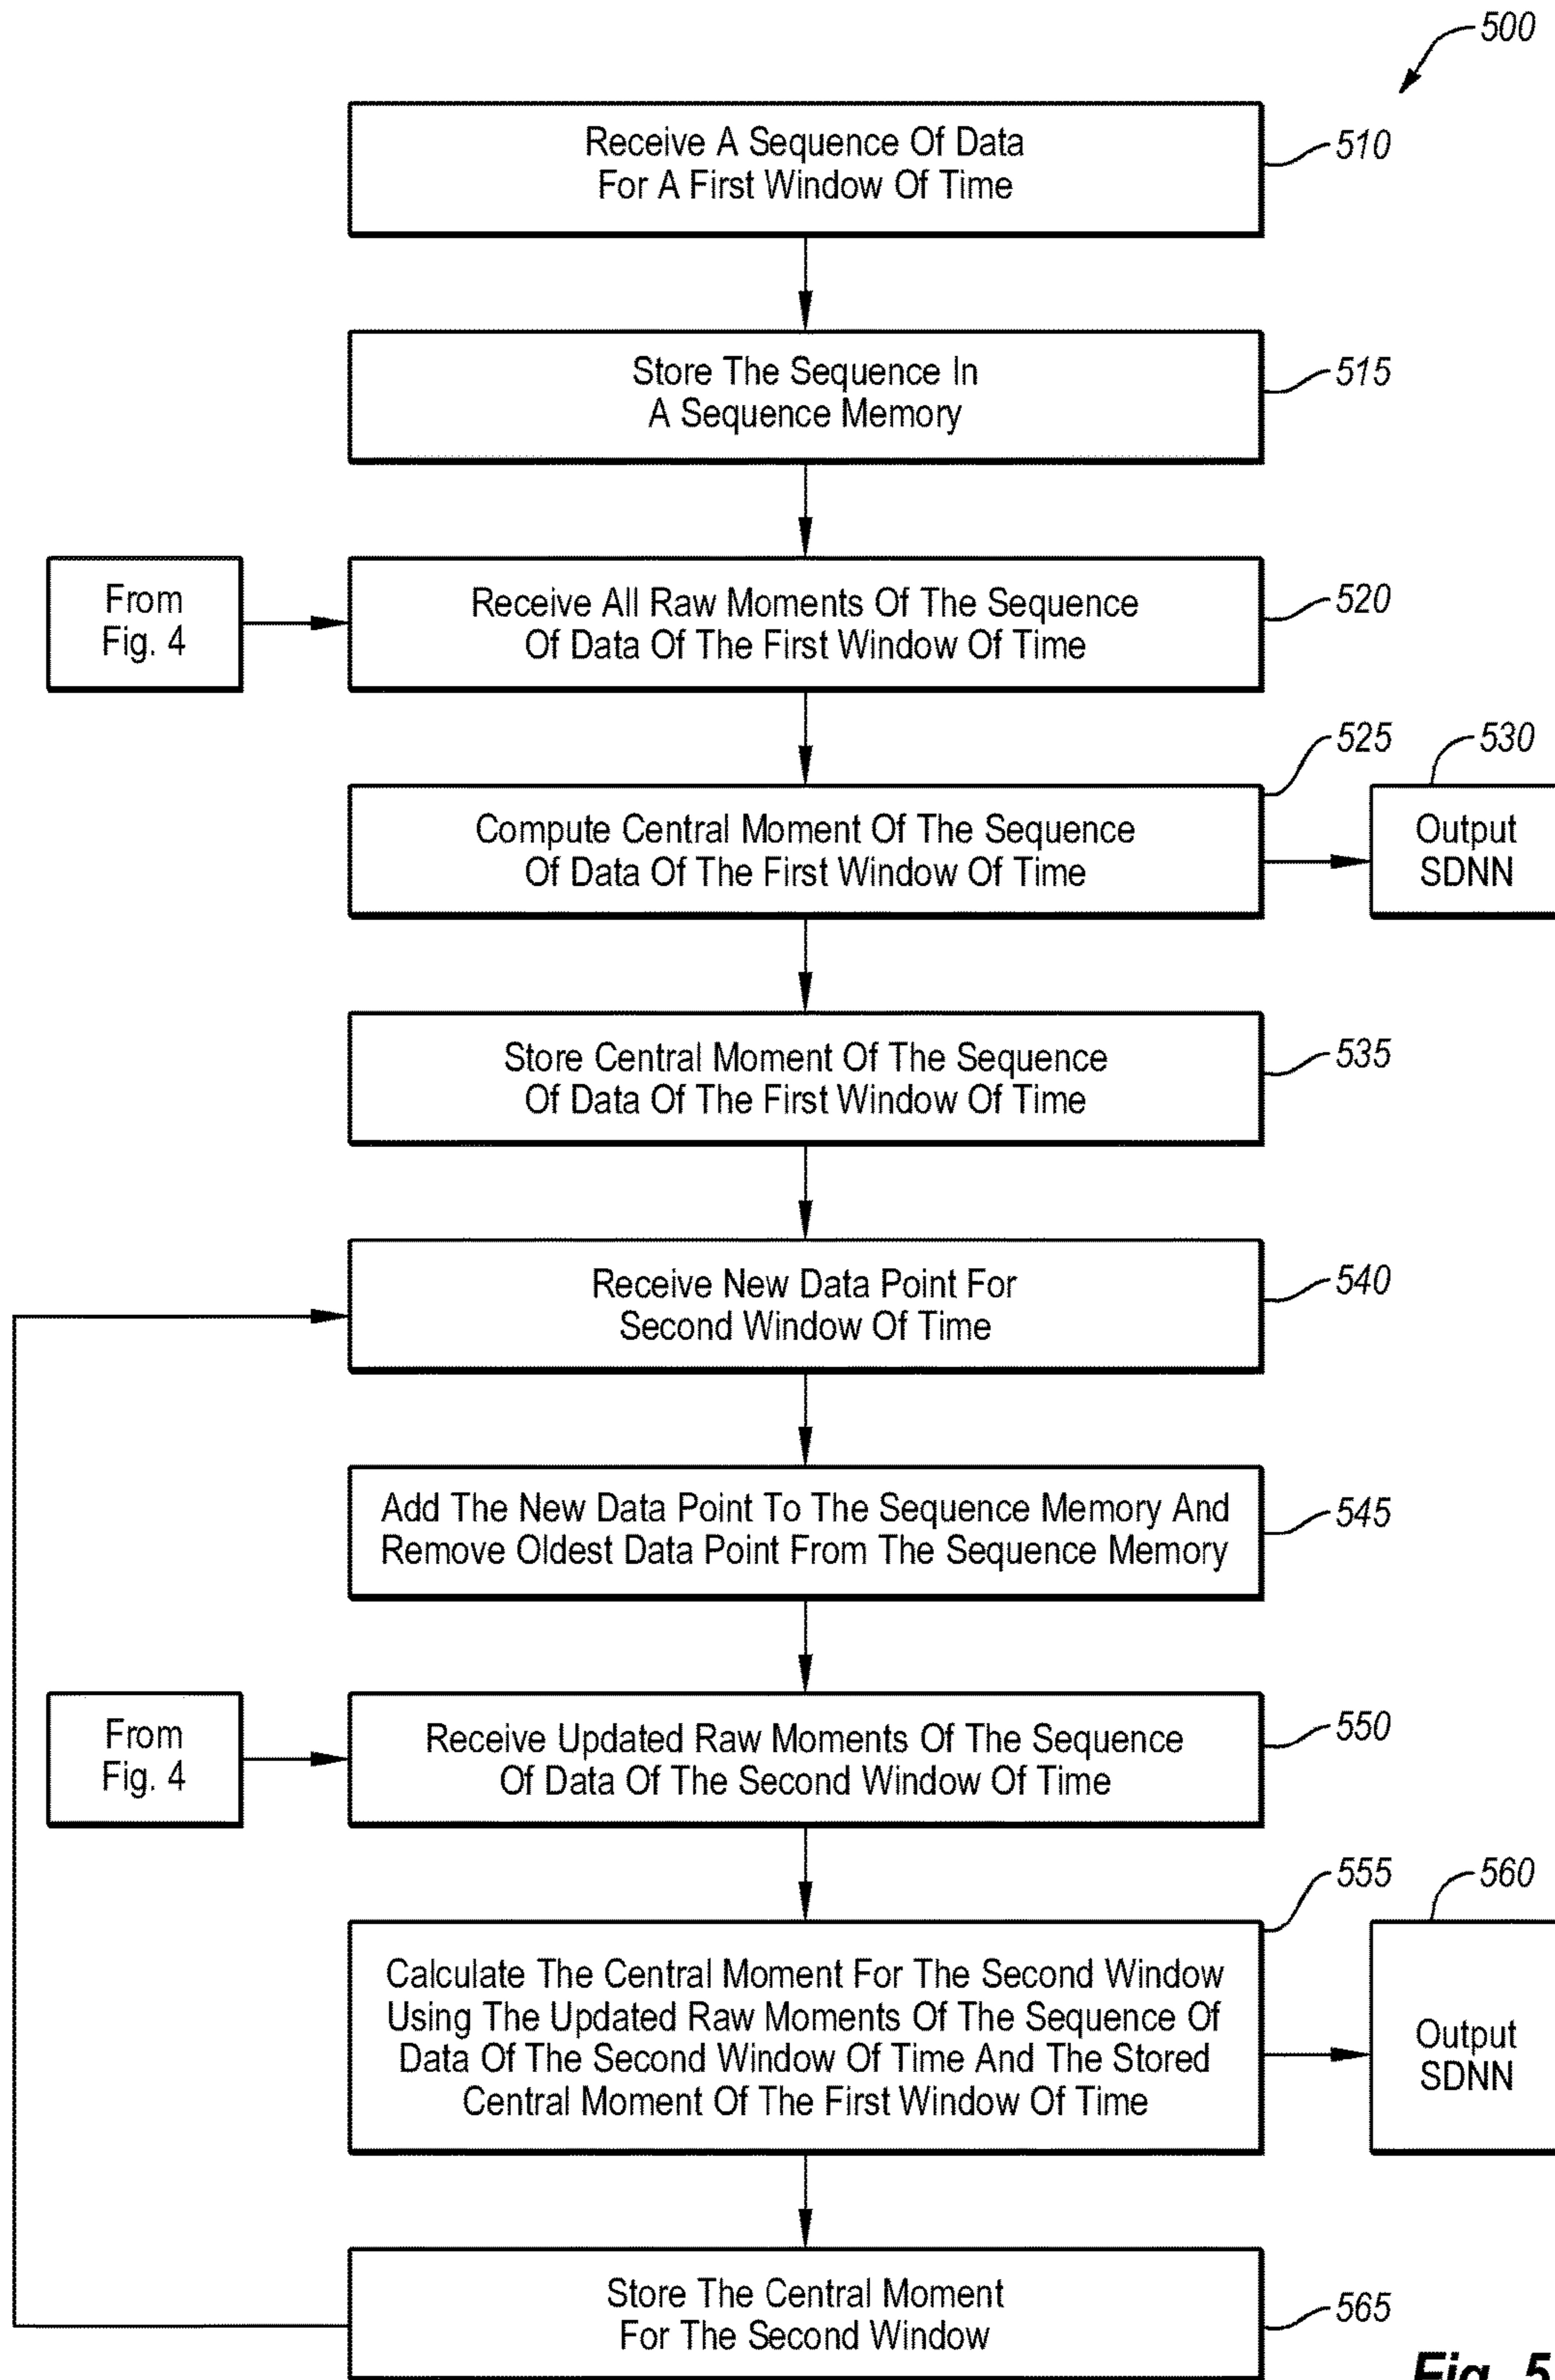 500
Receive A Sequence Of Data
For A First Window Of Time
510
Store The Sequence In
A Sequence Memory
515
From
Fig. 4
Receive All Raw Moments Of The Sequence
Of Data Of The First Window Of Time
520
Compute Central Moment Of The Sequence
Of Data Of The First Window Of Time
525
530
Output
SDNN
Store Central Moment Of The Sequence
Of Data Of The First Window Of Time
535
Receive New Data Point For
Second Window Of Time
540
Add The New Data Point To The Sequence Memory And
Remove Oldest Data Point From The Sequence Memory
545
From
Fig. 4
Receive Updated Raw Moments Of The Sequence
Of Data Of The Second Window Of Time
550
Calculate The Central Moment For The Second Window
Using The Updated Raw Moments Of The Sequence Of
Data Of The Second Window Of Time And The Stored
Central Moment Of The First Window Of Time
555
560
Output
SDNN
Store The Central Moment
For The Second Window
565
Fig. 5